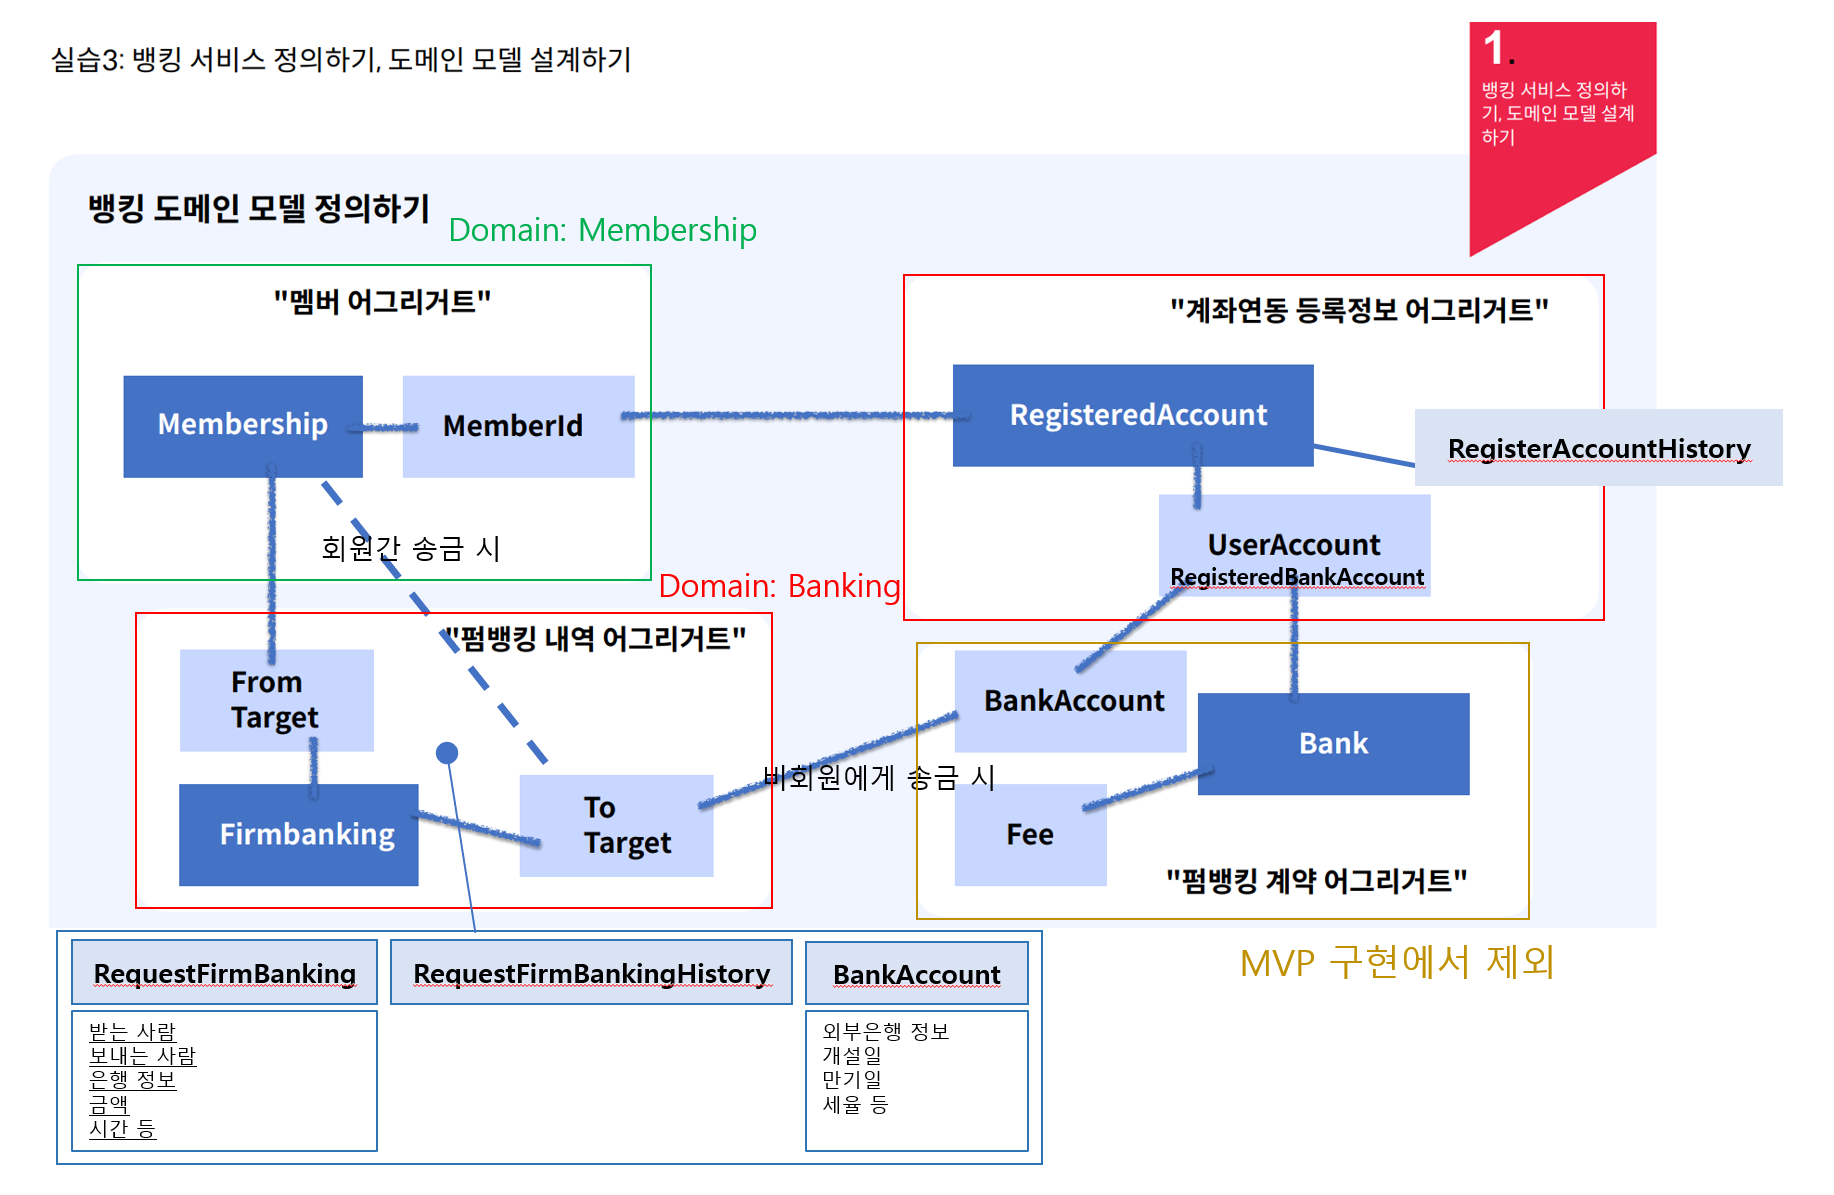 실습3: 뱅킹 서비스 정의하기, 도메인 모델 설계하기
1.
뱅킹 서비스 정의하
기, 도메인 모델 설계
하기
뱅킹 도메인 모델 정의하기
Domain: Membership
"멤버 어그리거트"
Membership
MemberId
회원간 송금 시
"계좌연동 등록정보 어그리거트"
RegisteredAccount
RegisterAccountHistory
UserAccount
RegisteredBankAccount
Domain: Banking
"펌뱅킹 내역 어그리거트"
From
Target
Firmbanking
To
Target
비회원에게 송금 시
BankAccount
Bank
Fee
"펌뱅킹 계약 어그리거트"
MVP 구현에서 제외
RequestFirmBanking
받는 사람
보내는 사람
은행 정보
금액
시간 등
RequestFirmBankingHistory
BankAccount
외부은행 정보
개설일
만기일
세율 등